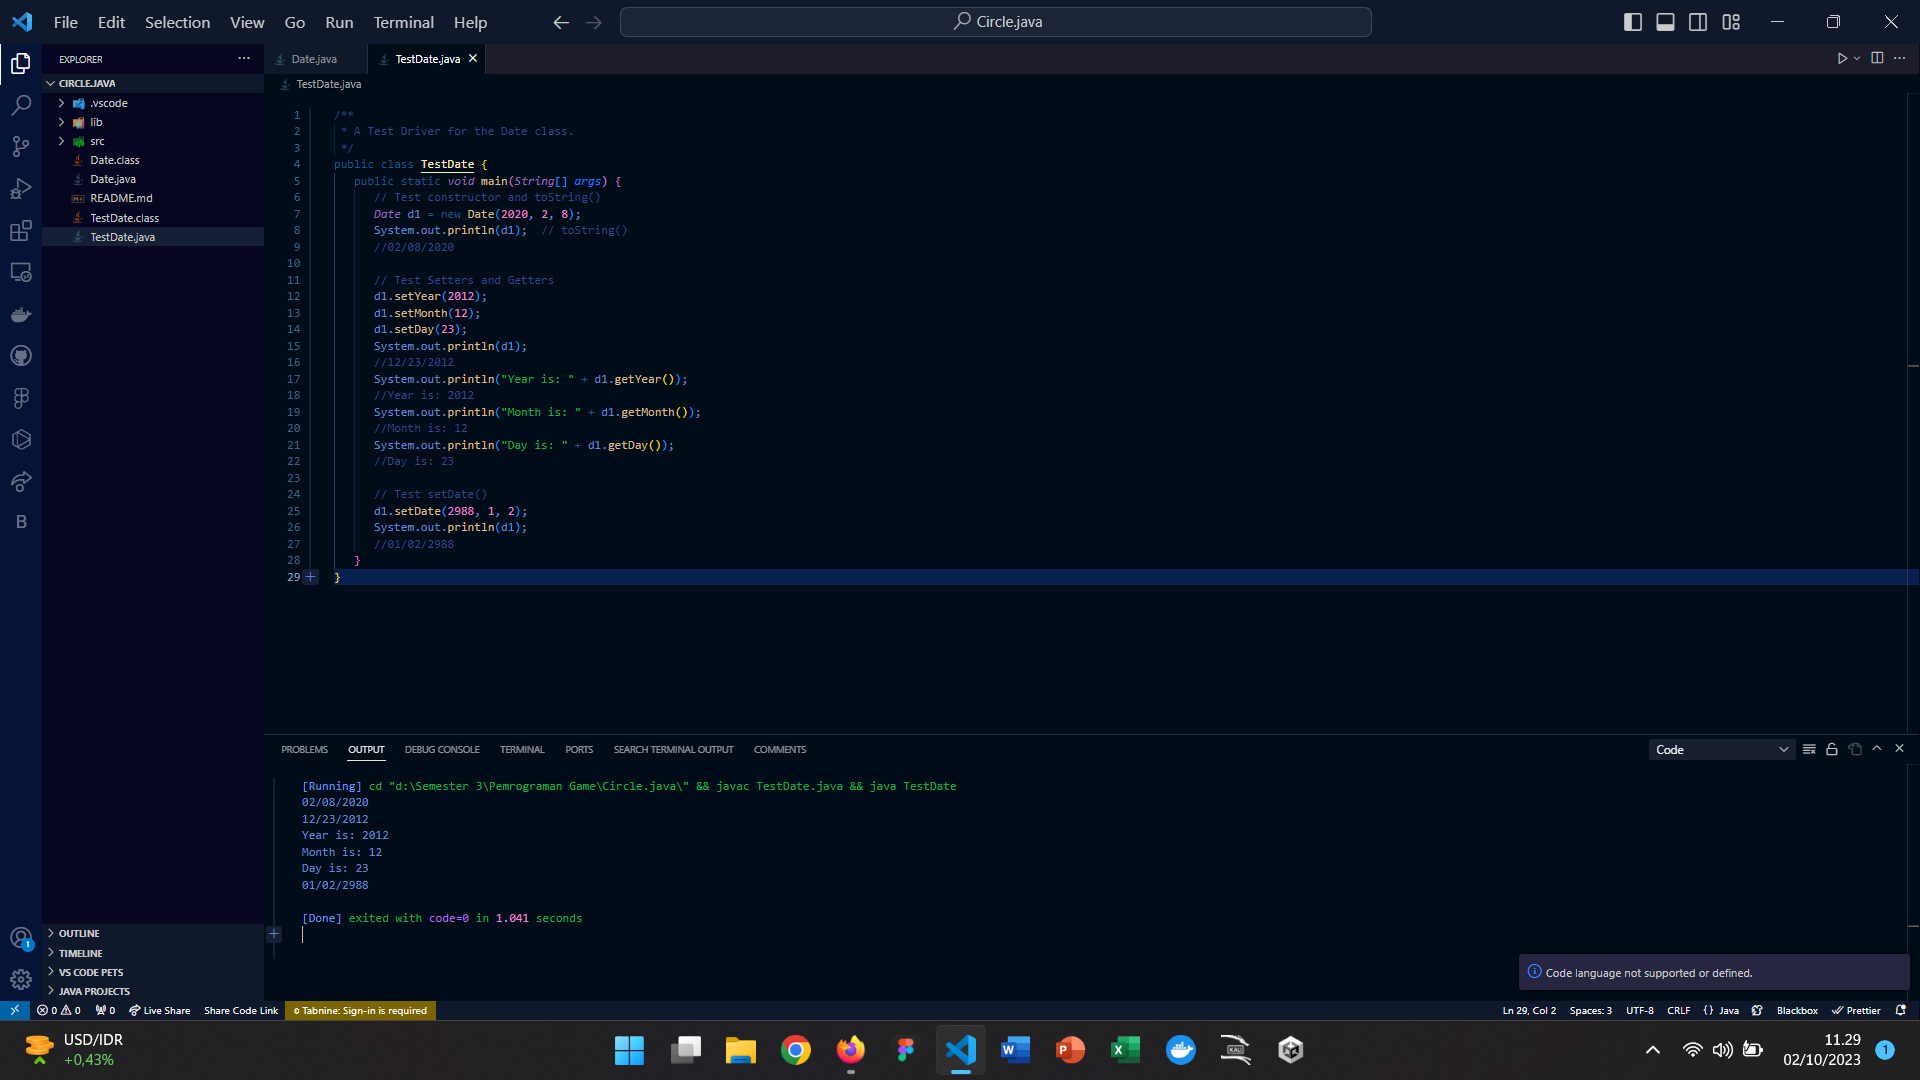 File Edit Selection View Go Run Terminal Help
Circle.java
EXPLORER
CIRCLE.JAVA
.vscode
lib
src
Date.class
Date.java
README.md
TestDate.class
TestDate.java
OUTLINE
TIMELINE
VS CODE PETS
JAVA PROJECTS
Date.java TestDate.java
TestDate.java
1 /**
2 * A Test Driver for the Date class.
3 */
4 public class TestDate {
5 public static void main(String[] args) {
6 // Test constructor and toString()
7 Date d1 = new Date(2020, 2, 8);
8 System.out.println(d1); // toString()
9 //02/08/2020
10
11 // Test Setters and Getters
12 d1.setYear(2012);
13 d1.setMonth(12);
14 d1.setDay(23);
15 System.out.println(d1);
16 //12/23/2012
17 System.out.println("Year is: " + d1.getYear());
18 //Year is: 2012
19 System.out.println("Month is: " + d1.getMonth());
20 //Month is: 12
21 System.out.println("Day is: " + d1.getDay());
22 //Day is: 23
23
24 // Test setDate()
25 d1.setDate(2988, 1, 2);
26 System.out.println(d1);
27 //01/02/2988
28 }
29 }
PROBLEMS OUTPUT DEBUG CONSOLE TERMINAL PORTS SEARCH TERMINAL OUTPUT COMMENTS
Code
[Running] cd "d:\Semester 3\Pemrograman Game\Circle.java\" && javac TestDate.java && java TestDate
02/08/2020
12/23/2012
Year is: 2012
Month is: 12
Day is: 23
01/02/2988
[Done] exited with code=0 in 1.041 seconds
Code language not supported or defined.
B
1
0 0 0 Live Share Share Code Link Tabnine: Sign-in is required
Ln 29, Col 2 Spaces: 3 UTF-8 CRLF {} Java Blackbox Prettier
USD/IDR
+0,43%
W
P
X
KALI
11.29
02/10/2023
1